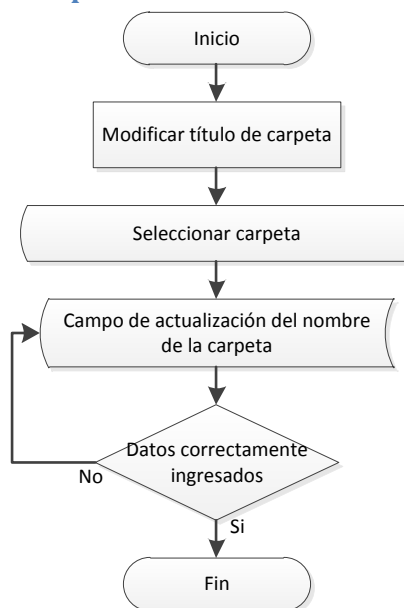 Inicio
Modificar título de carpeta
Seleccionar carpeta
Campo de actualización del nombre
de la carpeta
Datos correctamente
ingresados
No
Si
Fin